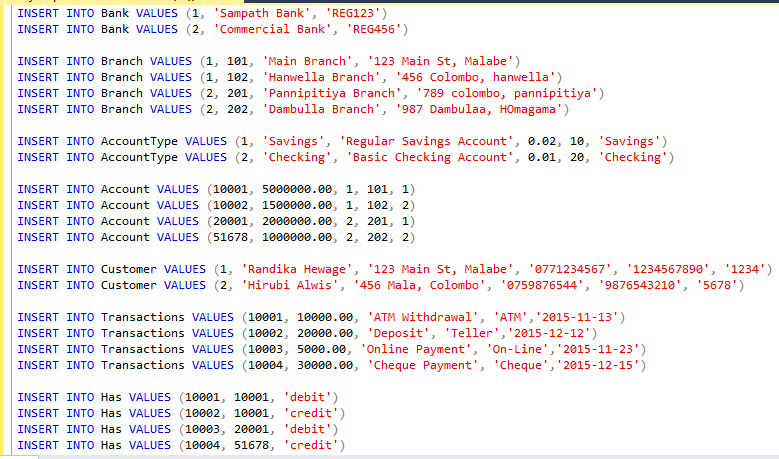 INSERT INTO Bank VALUES (1, 'Sampath Bank', 'REG123')
INSERT INTO Bank VALUES (2, 'Commercial Bank', 'REG456')
INSERT INTO Branch VALUES (1, 101, 'Main Branch', '123 Main St, Malabe')
INSERT INTO Branch VALUES (1, 102, 'Hanwella Branch', '456 Colombo, hanwella')
INSERT INTO Branch VALUES (2, 201, 'Pannipitiya Branch', '789 colombo, pannipitiya')
INSERT INTO Branch VALUES (2, 202, 'Dambulla Branch', '987 Dambulaa, HOmagama')
INSERT INTO AccountType VALUES (1, 'Savings', 'Regular Savings Account', 0.02, 10, 'Savings')
INSERT INTO AccountType VALUES (2, 'Checking', 'Basic Checking Account', 0.01, 20, 'Checking')
INSERT INTO Account VALUES (10001, 5000000.00, 1, 101, 1)
INSERT INTO Account VALUES (10002, 1500000.00, 1, 102, 2)
INSERT INTO Account VALUES (20001, 2000000.00, 2, 201, 1)
INSERT INTO Account VALUES (51678, 1000000.00, 2, 202, 2)
INSERT INTO Customer VALUES (1, 'Randika Hewage', '123 Main St, Malabe', '0771234567', '1234567890', '1234')
INSERT INTO Customer VALUES (2, 'Hirubi Alwis', '456 Mala, Colombo', '0759876544', '9876543210', '5678')
INSERT INTO Transactions VALUES (10001, 10000.00, 'ATM Withdrawal', 'ATM','2015-11-13')
INSERT INTO Transactions VALUES (10002, 20000.00, 'Deposit', 'Teller','2015-12-12')
INSERT INTO Transactions VALUES (10003, 5000.00, 'Online Payment', 'On-Line','2015-11-23')
INSERT INTO Transactions VALUES (10004, 30000.00, 'Cheque Payment', 'Cheque','2015-12-15')
INSERT INTO Has VALUES (10001, 10001, 'debit')
INSERT INTO Has VALUES (10002, 10001, 'credit')
INSERT INTO Has VALUES (10003, 20001, 'debit')
INSERT INTO Has VALUES (10004, 51678, 'credit')